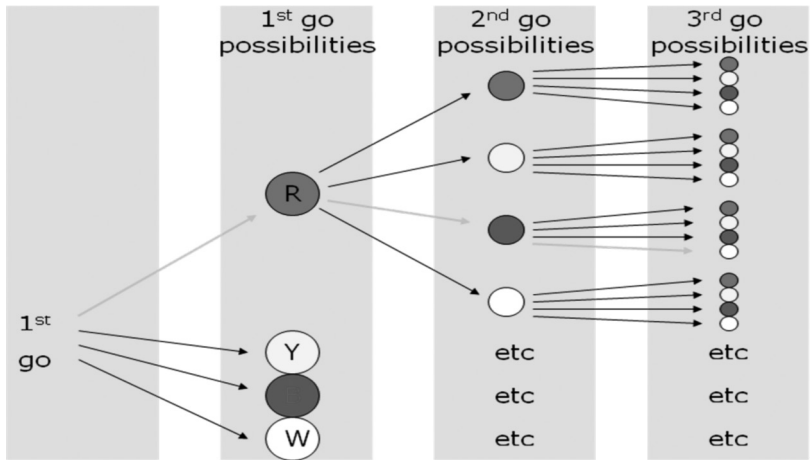 1st go possibilities
2nd go possibilities
3rd go possibilities
R
1st go
Y
etc
etc
etc
etc
W
etc
etc